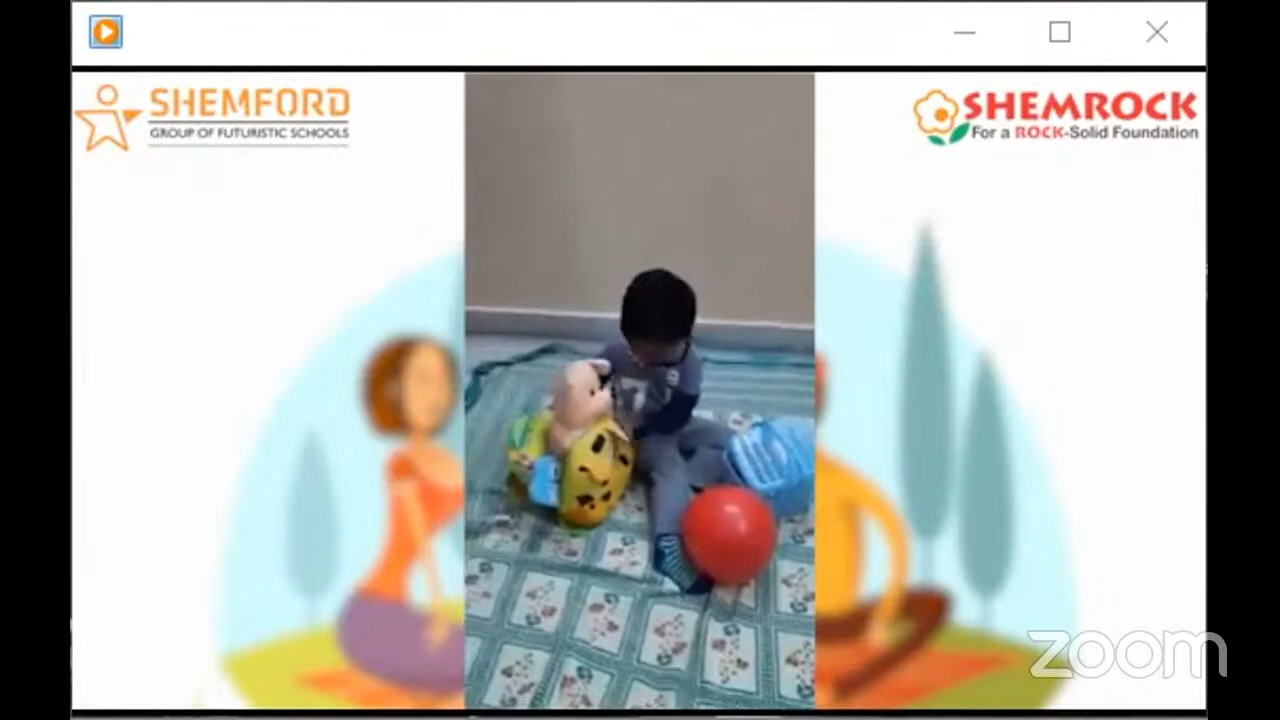 SHEMFORD
GROUP OF FUTURISTIC SCHOOLS
SHEMROCK
For a ROCK-Solid Foundation
zoom